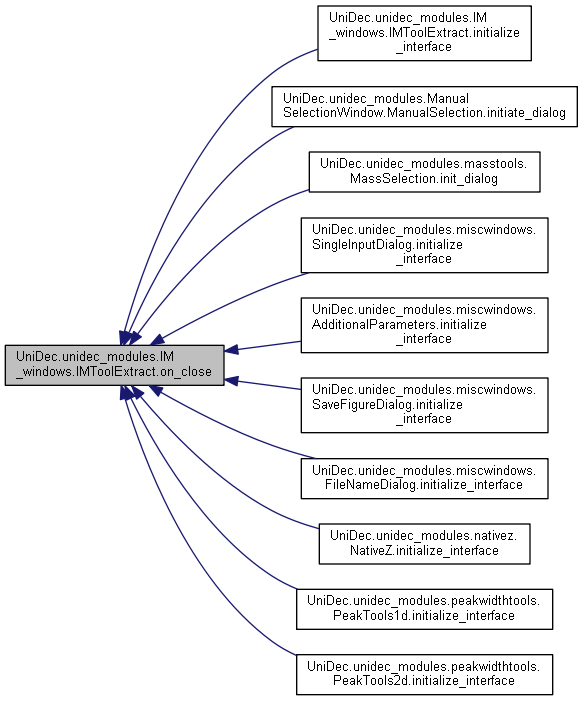 UniDec.unidec_modules.IM
_windows.IMToolExtract.initialize
_interface
UniDec.unidec_modules.Manual
SelectionWindow.ManualSelection.initiate_dialog
UniDec.unidec_modules.masstools.
MassSelection.init_dialog
UniDec.unidec_modules.miscwindows.
SingleInputDialog.initialize
_interface
UniDec.unidec_modules.miscwindows.
AdditionalParameters.initialize
_interface
UniDec.unidec_modules.IM
_windows.IMToolExtract.on_close
UniDec.unidec_modules.miscwindows.
SaveFigureDialog.initialize
_interface
UniDec.unidec_modules.miscwindows.
FileNameDialog.initialize_interface
UniDec.unidec_modules.nativez.
NativeZ.initialize_interface
UniDec.unidec_modules.peakwidthtools.
PeakTools1d.initialize_interface
UniDec.unidec_modules.peakwidthtools.
PeakTools2d.initialize_interface